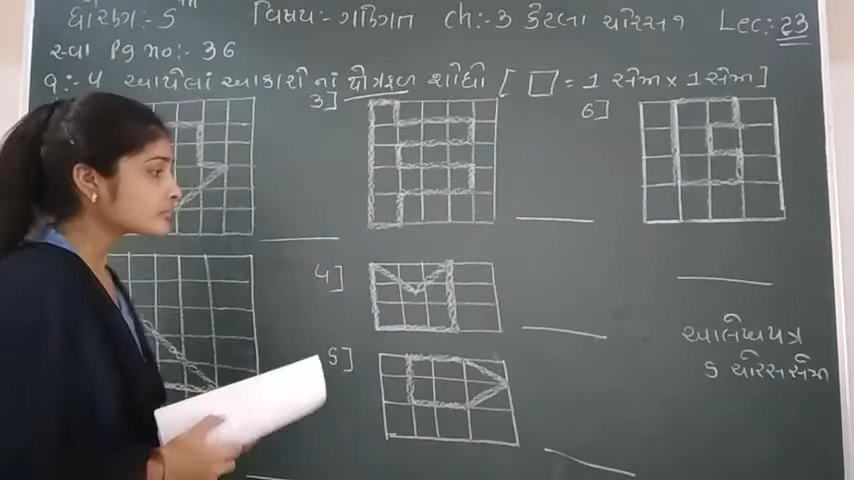 ધોરણ:- 5 વિષય:- ગણિત ch:- 3 કેટલા ચોરસ ? Lec: 23
સ્વા. Pg no:- 36
q:- 4 આપેલાં આકારોનાં ક્ષેત્રફળ શોધો [ □ = 1 સેમી × 1 સેમી ]
3]
6]
4]
આલેખપત્ર
5 ચોરસસેમી
5]